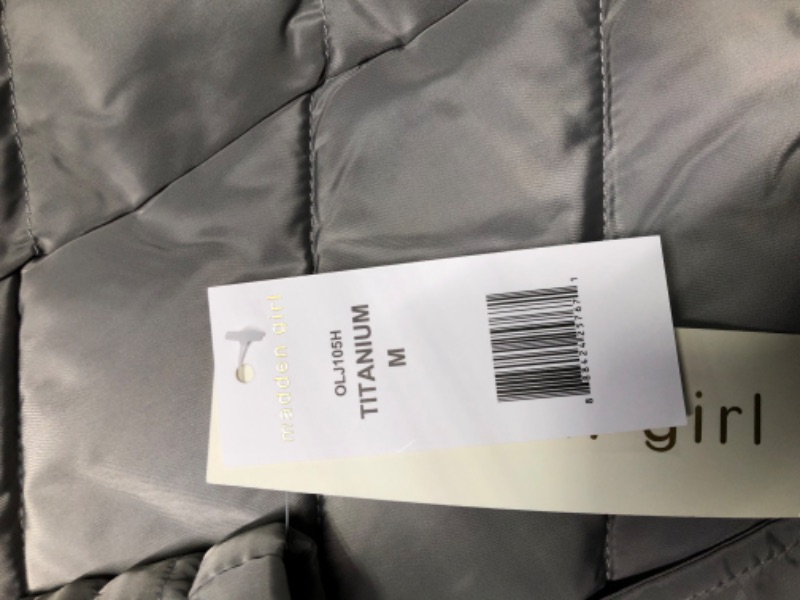 madden girl
OLJ105H
TITANIUM
M
girl